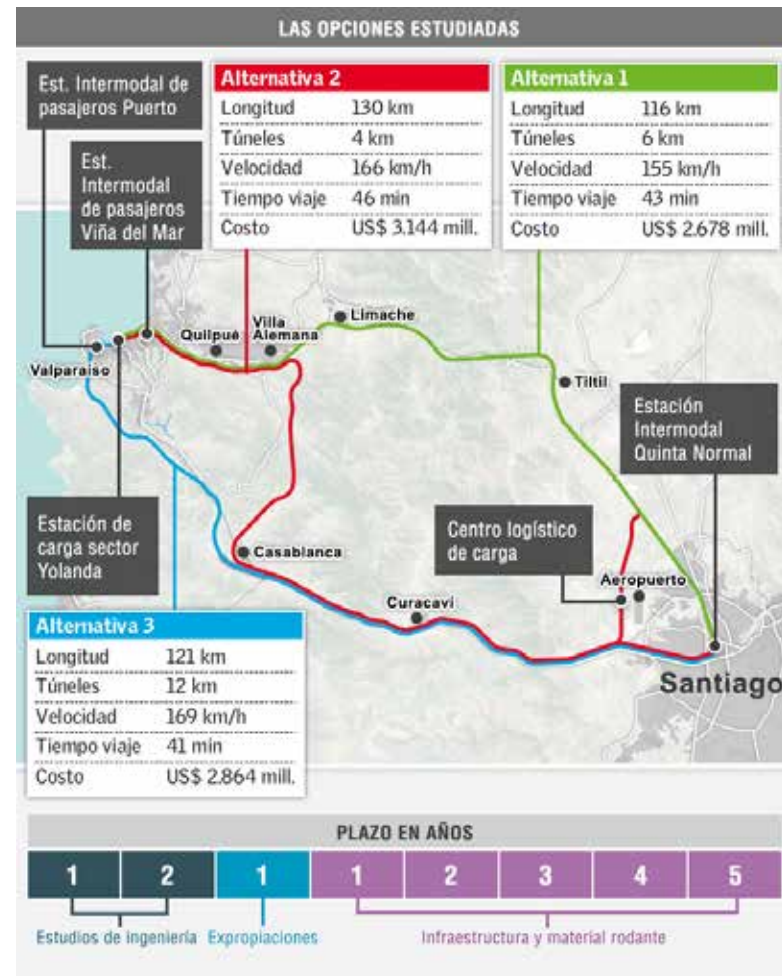 LAS OPCIONES ESTUDIADAS
Est. Intermodal de
pasajeros Puerto
Est.
Intermodal
de pasajeros
Viña del Mar
Alternativa 2
Longitud 130 km
Túneles 4 km
Velocidad 166 km/h
Tiempo viaje 46 min
Costo US$ 3.144 mill.
Alternativa 1
Longitud 116 km
Túneles 6 km
Velocidad 155 km/h
Tiempo viaje 43 min
Costo US$ 2.678 mill.
Limache
Villa
Alemana
Quilpué
Valparaíso
Tiltil
Estación
Intermodal
Quinta Normal
Estación de
carga sector
Yolanda
Centro logístico
de carga
Casablanca
Aeropuerto
Curacaví
Santiago
Alternativa 3
Longitud 121 km
Túneles 12 km
Velocidad 169 km/h
Tiempo viaje 41 min
Costo US$ 2.864 mill.
PLAZO EN AÑOS
1 2 1 1 2 3 4 5
Estudios de ingeniería Expropiaciones Infraestructura y material rodante